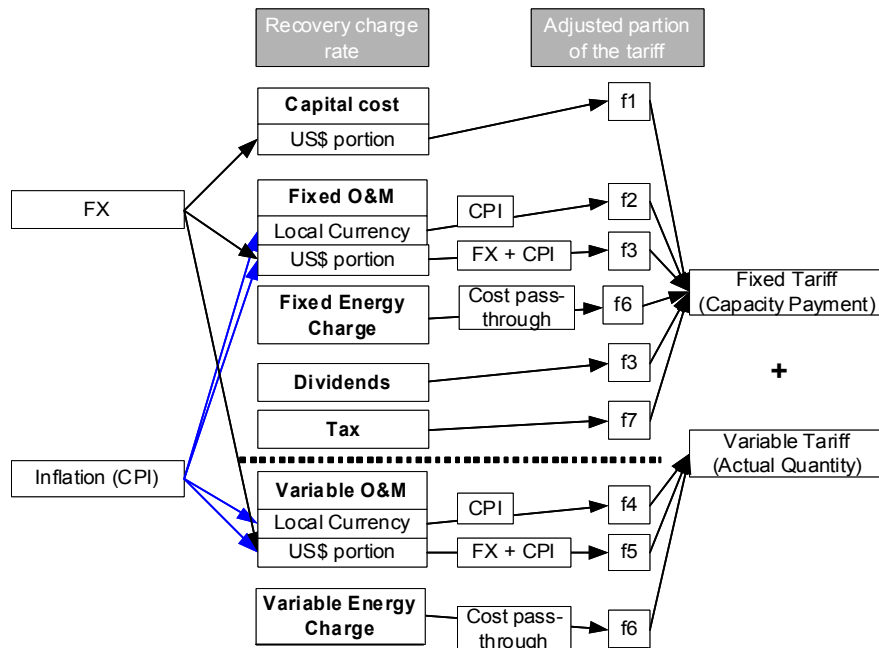 Recovery charge
rate
Adjusted partion
of the tariff
Capital cost
US$ portion
f1
FX
Fixed O&M
Local Currency
CPI
f2
US$ portion
FX + CPI
f3
Fixed Energy
Charge
Cost pass-
through
f6
Fixed Tariff
(Capacity Payment)
Dividends
f3
+
Tax
f7
Variable Tariff
(Actual Quantity)
Inflation (CPI)
Variable O&M
Local Currency
CPI
f4
US$ portion
FX + CPI
f5
Variable Energy
Charge
Cost pass-
through
f6